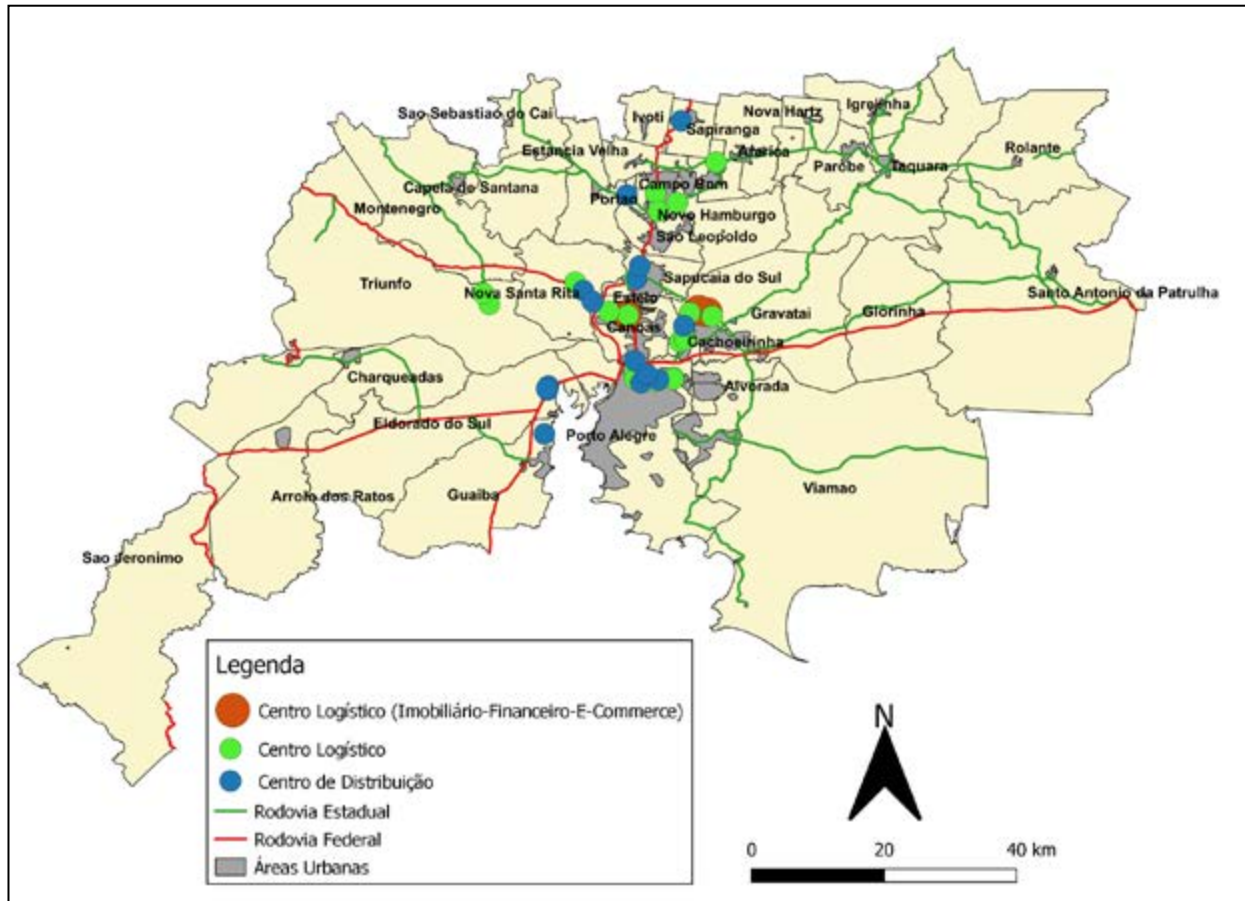 Sao Sebastiao do Cai
Ivoti
Nova Hartz
Igrejinha
Sapiranga
Estancia Velha
Araricá
Parobe
Taquara
Rolante
Capela de Santana
Portao
Campo Bom
Montenegro
Novo Hamburgo
Sao Leopoldo
Triunfo
Nova Santa Rita
Sapucaia do Sul
Esteio
Santo Antonio da Patrulha
Canoas
Gravatai
Glorinha
Cachoeirinha
Charqueadas
Alvorada
Eldorado do Sul
Porto Alegre
Arroio dos Ratos
Guaiba
Viamao
Sao Jeronimo
Legenda
Centro Logístico (Imobiliário-Financeiro-E-Commerce)
Centro Logístico
Centro de Distribuição
Rodovia Estadual
Rodovia Federal
Áreas Urbanas
N
0 20 40 km